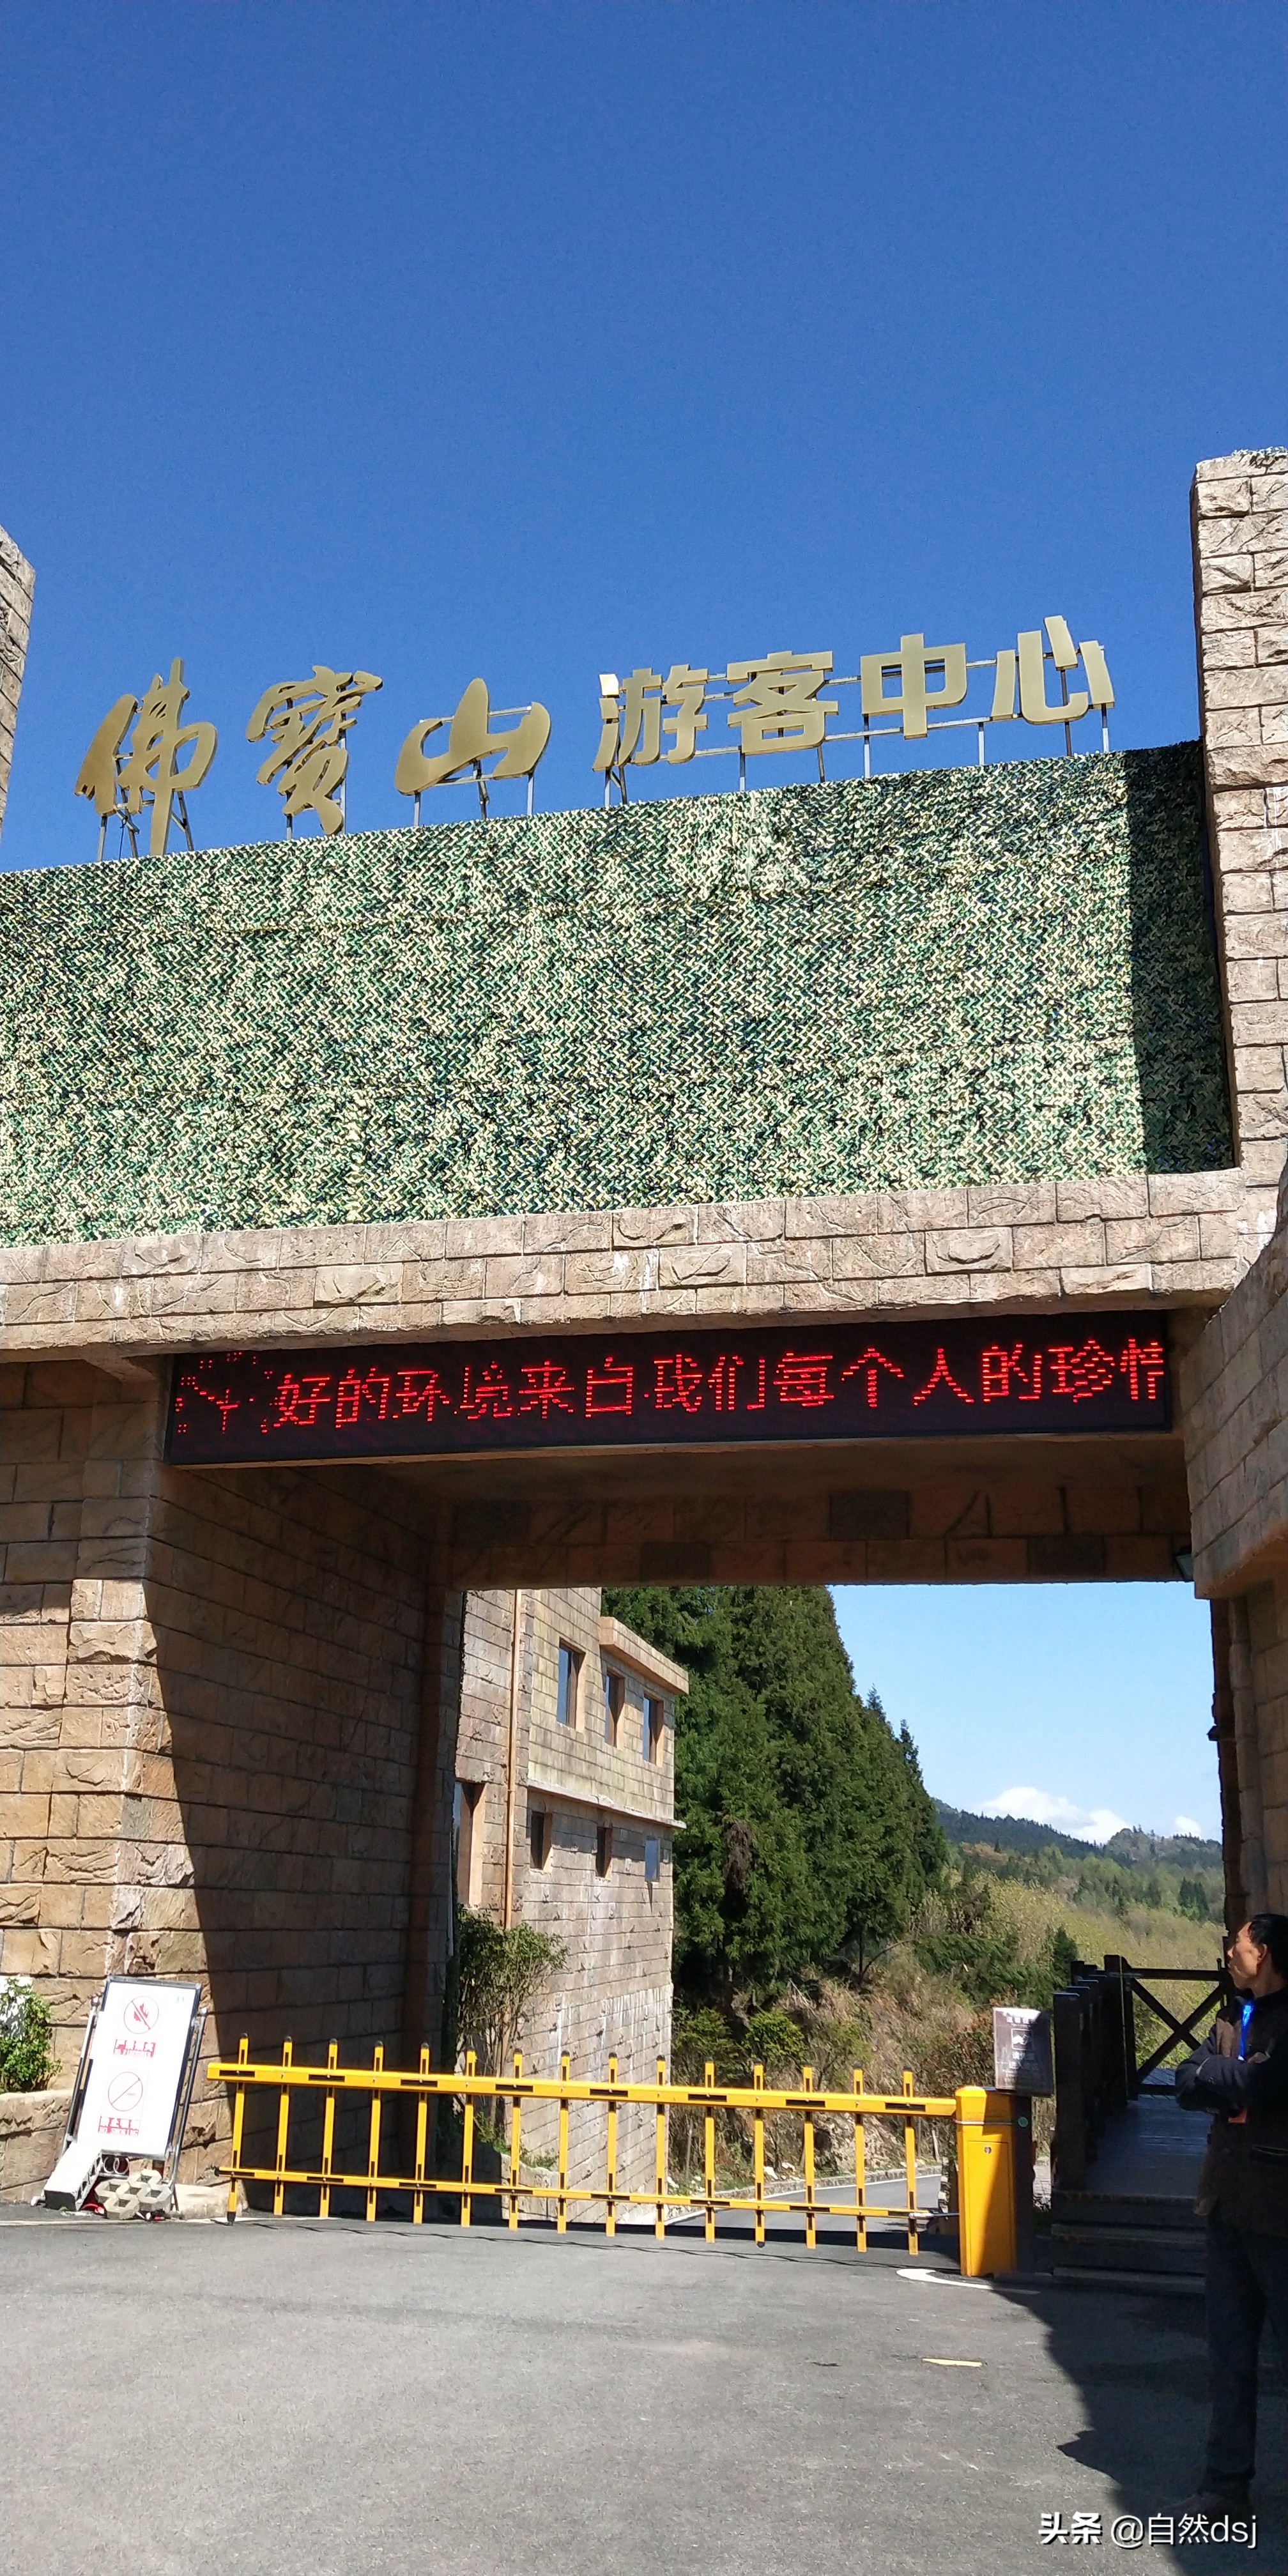 佛寳山 游客中心
好的环境来自我们每个人的珍惜
头条 @自然dsj